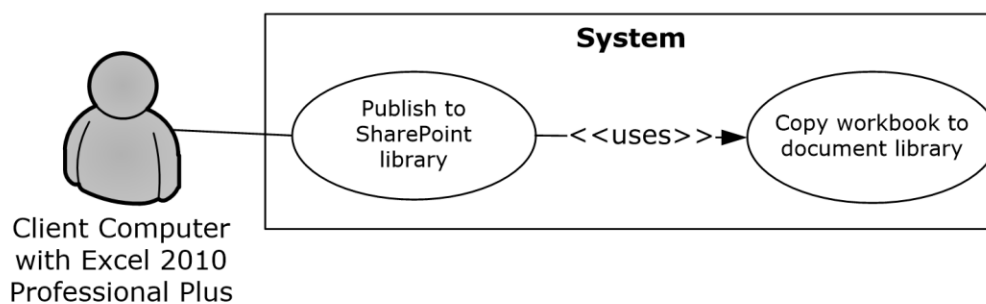 System
Publish to
SharePoint
library
<<uses>>
Copy workbook to
document library
Client Computer
with Excel 2010
Professional Plus